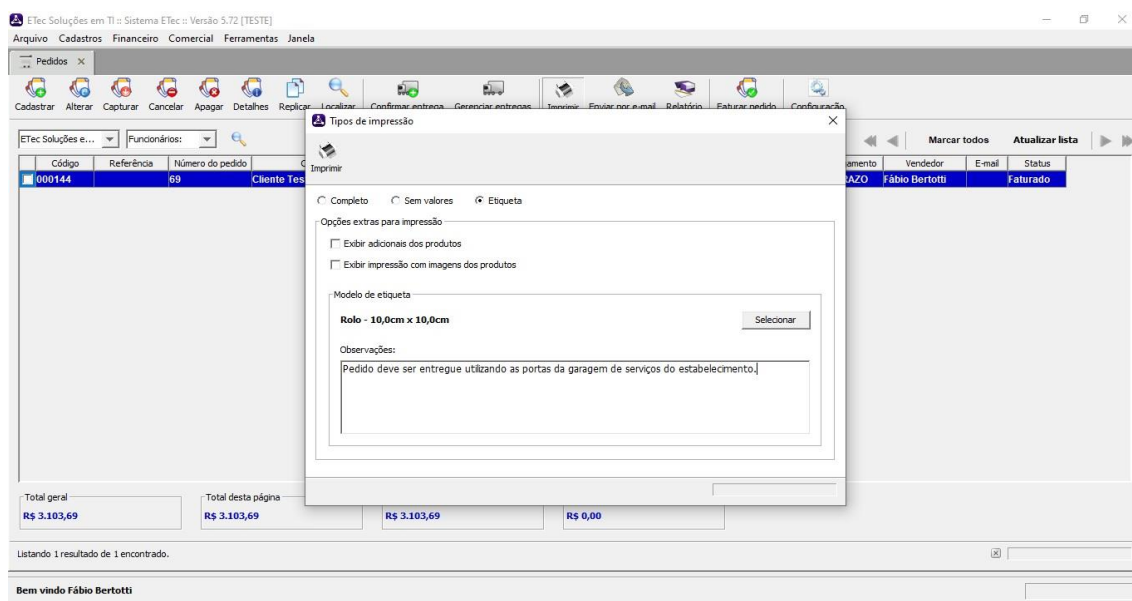 ETec Soluções em TI :: Sistema ETec :: Versão 5.72 [TESTE]
Arquivo Cadastros Financeiro Comercial Ferramentas Janela
Pedidos
Cadastrar Alterar Capturar Cancelar Apagar Detalhes Replicar Localizar Confirmar entrega Gerenciar entregas Imprimir Enviar por e-mail Relatório Faturar pedido Configuração
Tipos de impressão
Imprimir
ETec Soluções e... Funcionários: Marcar todos Atualizar lista
Código Referência Número do pedido C amento Vendedor E-mail Status
000144 69 Cliente Tes AZO Fábio Bertotti Faturado
Completo Sem valores Etiqueta
Opções extras para impressão
Exibir adicionais dos produtos
Exibir impressão com imagens dos produtos
Modelo de etiqueta
Rolo - 10,0cm x 10,0cm Selecionar
Observações:
Pedido deve ser entregue utilizando as portas da garagem de serviços do estabelecimento.
Total geral Total desta página
R$ 3.103,69 R$ 3.103,69 R$ 3.103,69 R$ 0,00
Listando 1 resultado de 1 encontrado.
Bem vindo Fábio Bertotti